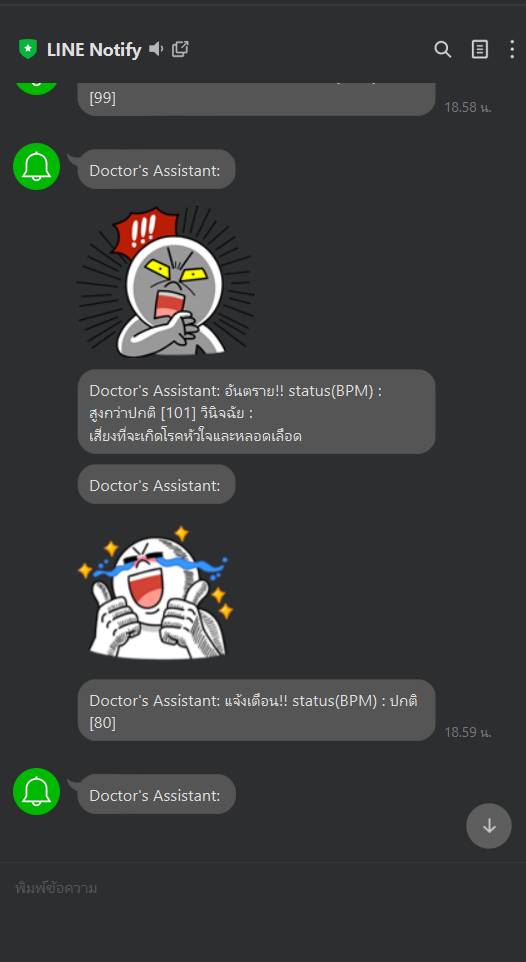 LINE Notify
[99]
18.58 น.
Doctor's Assistant:
!!!
Doctor's Assistant: อันตราย!! status(BPM) :
สูงกว่าปกติ [101] วินิจฉัย :
เสี่ยงที่จะเกิดโรคหัวใจและหลอดเลือด
Doctor's Assistant:
Doctor's Assistant: แจ้งเตือน!! status(BPM) : ปกติ
[80]
18.59 น.
Doctor's Assistant:
พิมพ์ข้อความ